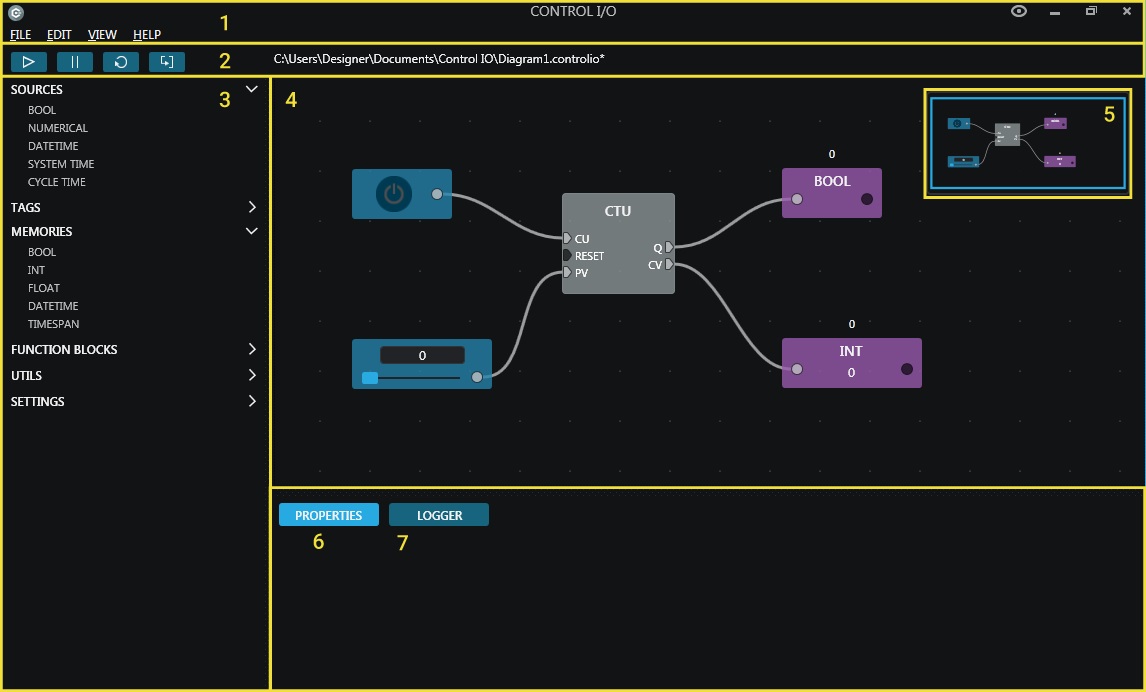 CONTROL I/O
1
FILE EDIT VIEW HELP
2
C:\Users\Designer\Documents\Control IO\Diagram1.controlio*
3
SOURCES
BOOL
NUMERICAL
DATETIME
SYSTEM TIME
CYCLE TIME
TAGS
MEMORIES
BOOL
INT
FLOAT
DATETIME
TIMESPAN
FUNCTION BLOCKS
UTILS
SETTINGS
4
0
CTU
CU
RESET
PV
Q
CV
0
BOOL
0
INT
0
5
PROPERTIES
LOGGER
6
7